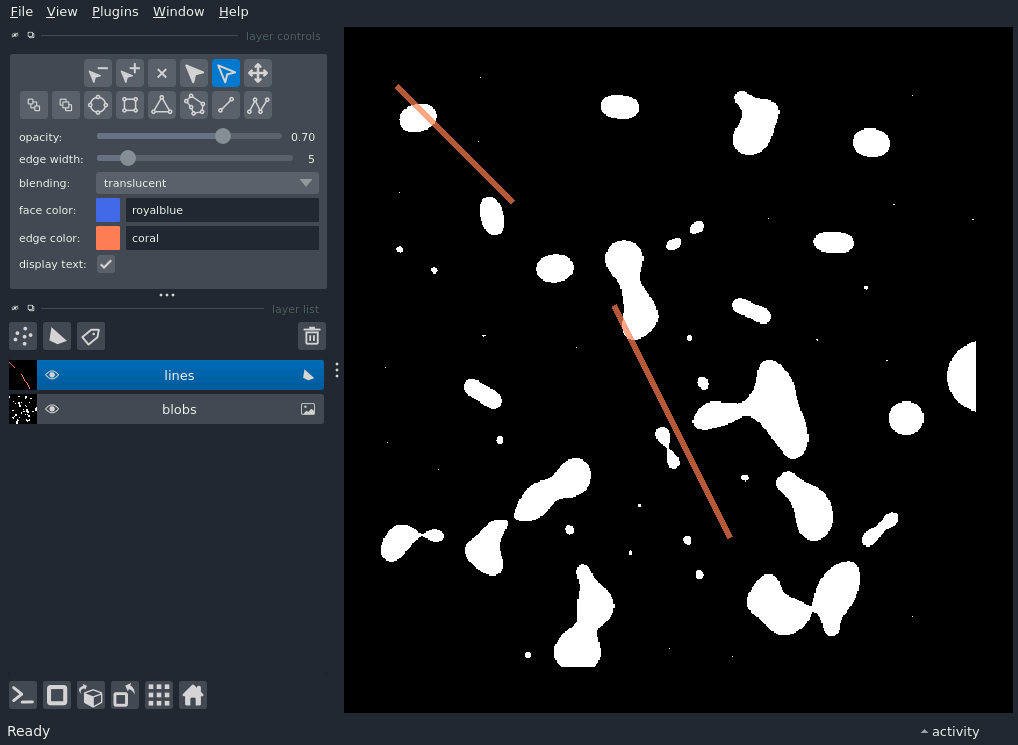 File View Plugins Window Help
layer controls
opacity: 0.70
edge width: 5
blending: translucent
face color: royalblue
edge color: coral
display text:
layer list
lines
blobs
Ready
activity